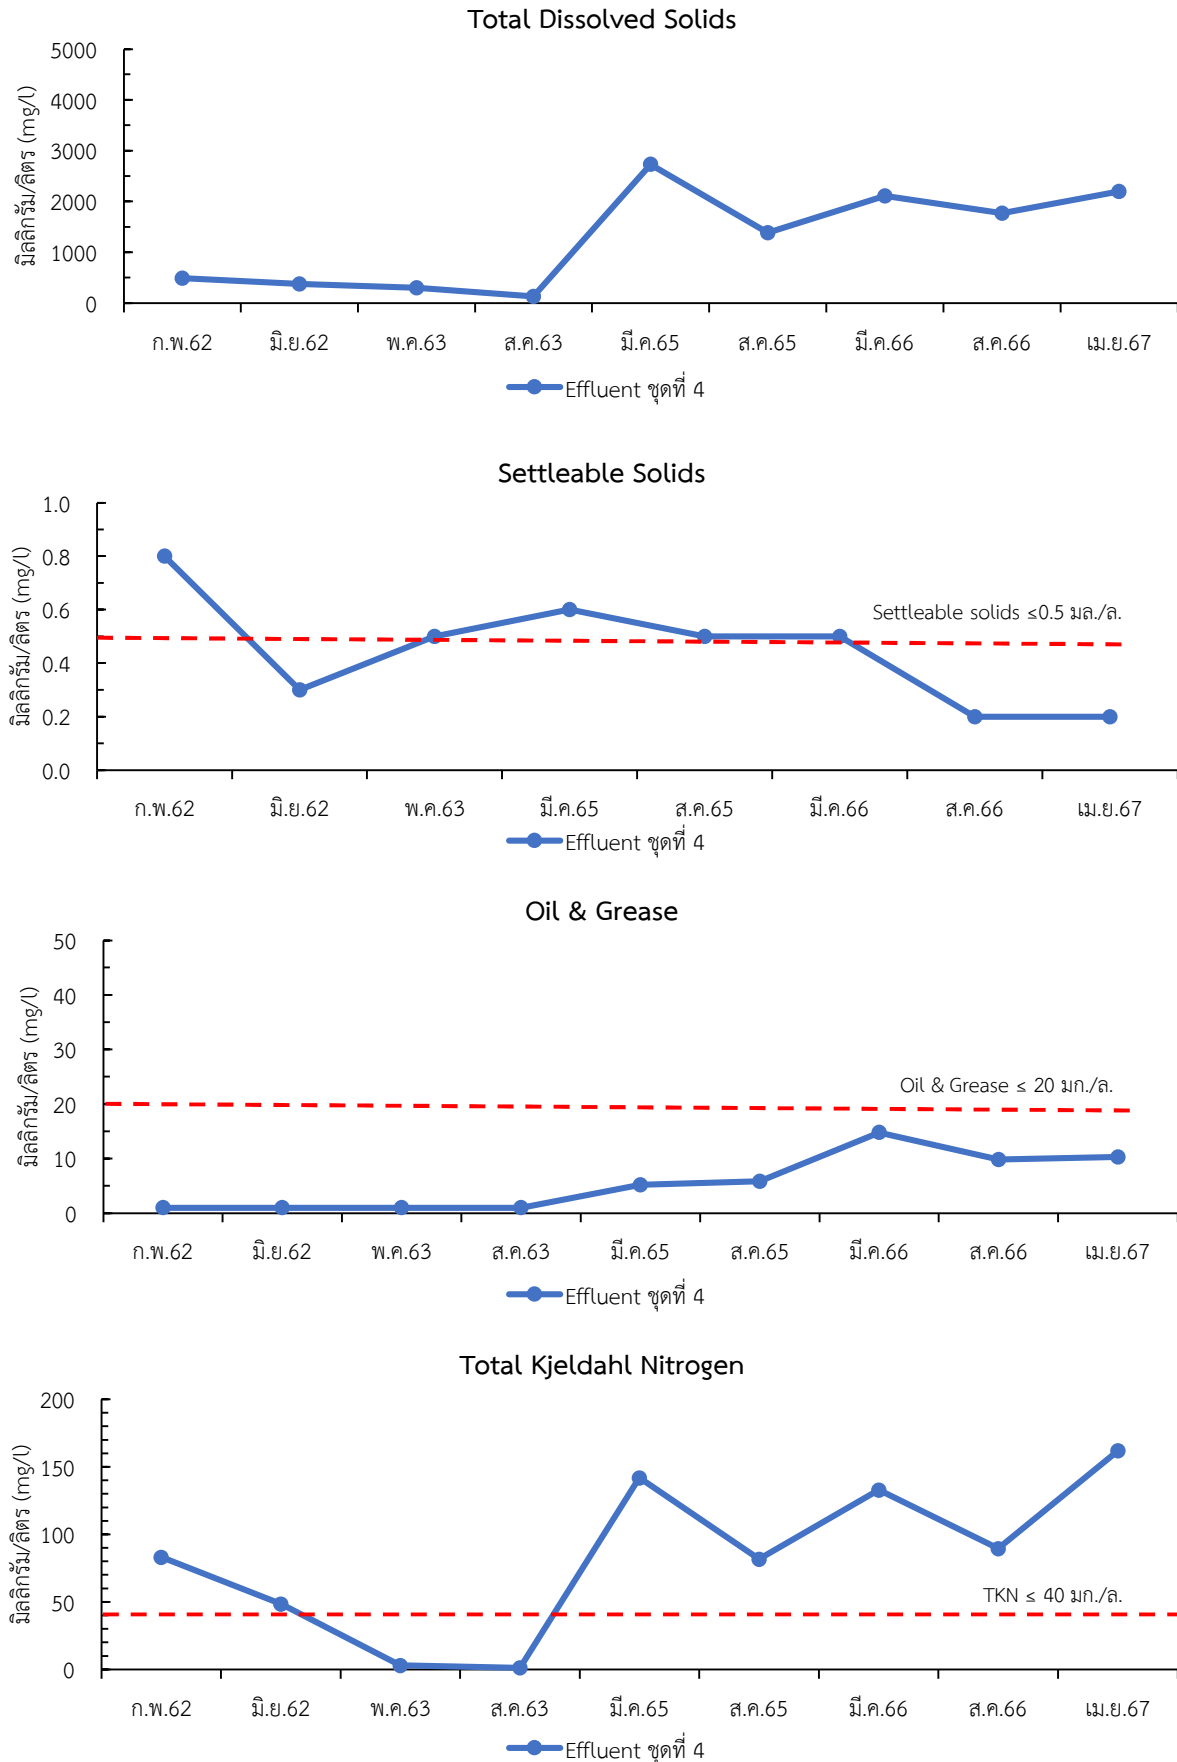 Total Dissolved Solids
มิลลิกรัม/ลิตร (mg/l)
5000
4000
3000
2000
1000
0
ก.พ.62 มิ.ย.62 พ.ค.63 ส.ค.63 มี.ค.65 ส.ค.65 มี.ค.66 ส.ค.66 เม.ย.67
Effluent ชุดที่ 4
Settleable Solids
มิลลิกรัม/ลิตร (mg/l)
1.0
0.8
0.6
Settleable solids ≤0.5 มล./ล.
0.4
0.2
0.0
ก.พ.62 มิ.ย.62 พ.ค.63 มี.ค.65 ส.ค.65 มี.ค.66 ส.ค.66 เม.ย.67
Effluent ชุดที่ 4
Oil & Grease
มิลลิกรัม/ลิตร (mg/l)
50
40
30
Oil & Grease ≤ 20 มก./ล.
20
10
0
ก.พ.62 มิ.ย.62 พ.ค.63 ส.ค.63 มี.ค.65 ส.ค.65 มี.ค.66 ส.ค.66 เม.ย.67
Effluent ชุดที่ 4
Total Kjeldahl Nitrogen
มิลลิกรัม/ลิตร (mg/l)
200
150
100
TKN ≤ 40 มก./ล.
50
0
ก.พ.62 มิ.ย.62 พ.ค.63 ส.ค.63 มี.ค.65 ส.ค.65 มี.ค.66 ส.ค.66 เม.ย.67
Effluent ชุดที่ 4